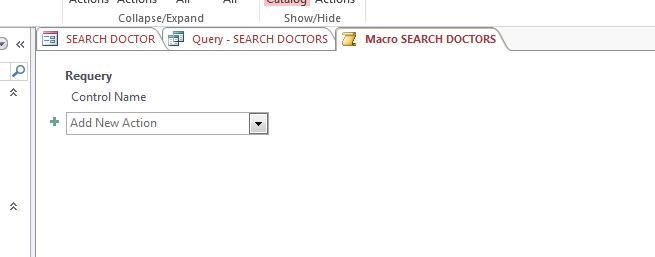 Actions Actions All All Catalog Actions
Collapse/Expand Show/Hide
SEARCH DOCTOR Query - SEARCH DOCTORS Macro SEARCH DOCTORS
Requery
Control Name
Add New Action